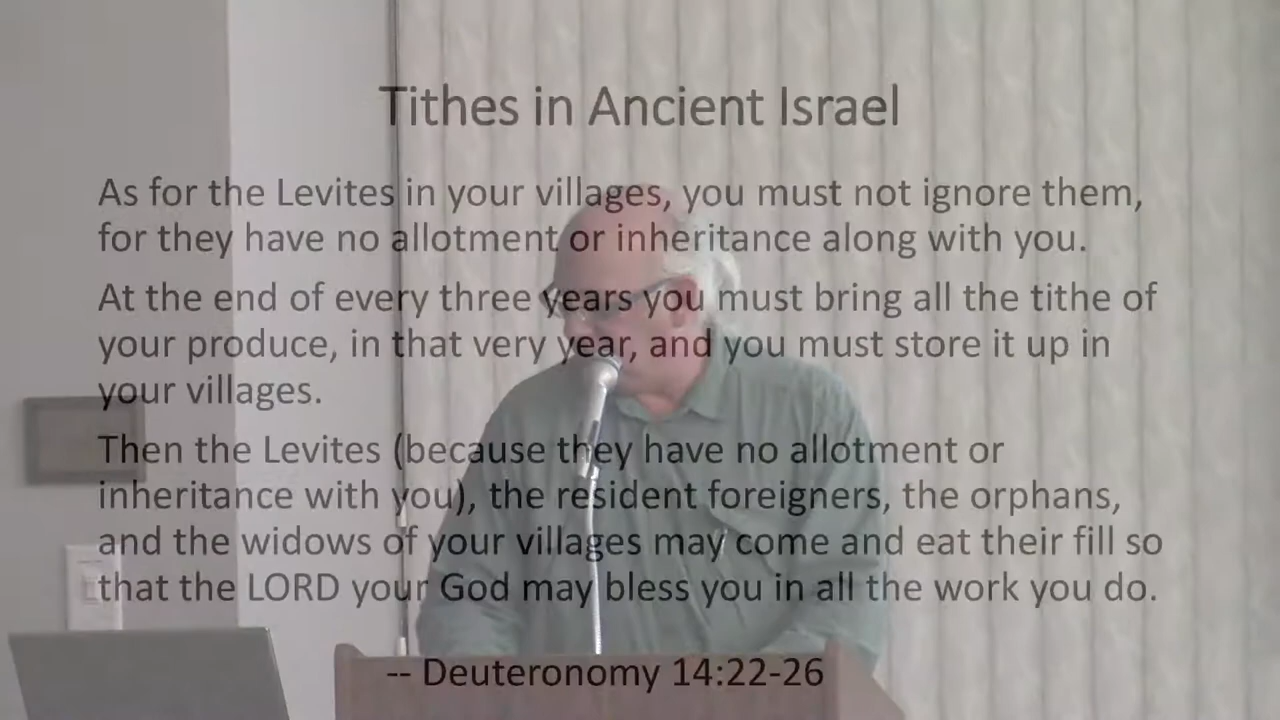 Tithes in Ancient Israel
As for the Levites in your villages, you must not ignore them,
for they have no allotment or inheritance along with you.
At the end of every three years you must bring all the tithe of
your produce, in that very year, and you must store it up in
your villages.
Then the Levites (because they have no allotment or
inheritance with you), the resident foreigners, the orphans,
and the widows of your villages may come and eat their fill so
that the LORD your God may bless you in all the work you do.
-- Deuteronomy 14:22-26